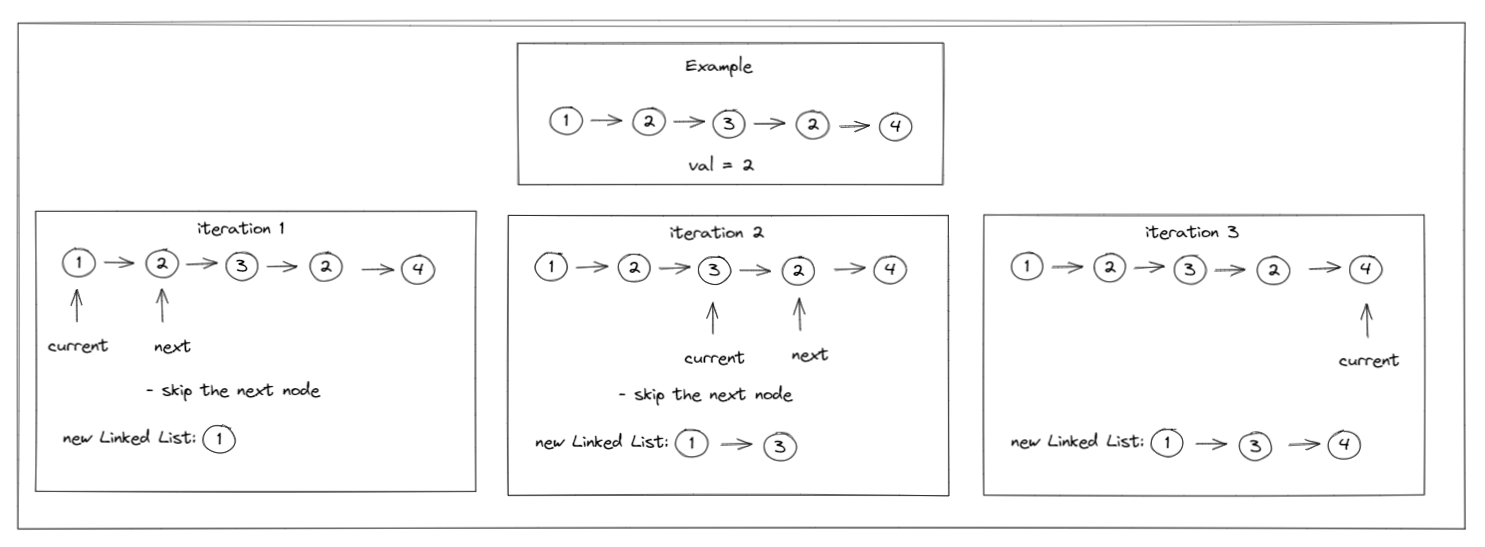 Example
1 → 2 → 3 → 2 → 4
val = 2
iteration 1
1 → 2 → 3 → 2 → 4
current next
- skip the next node
new Linked List: 1
iteration 2
1 → 2 → 3 → 2 → 4
current next
- skip the next node
new Linked List: 1 → 3
iteration 3
1 → 2 → 3 → 2 → 4
current
new Linked List: 1 → 3 → 4